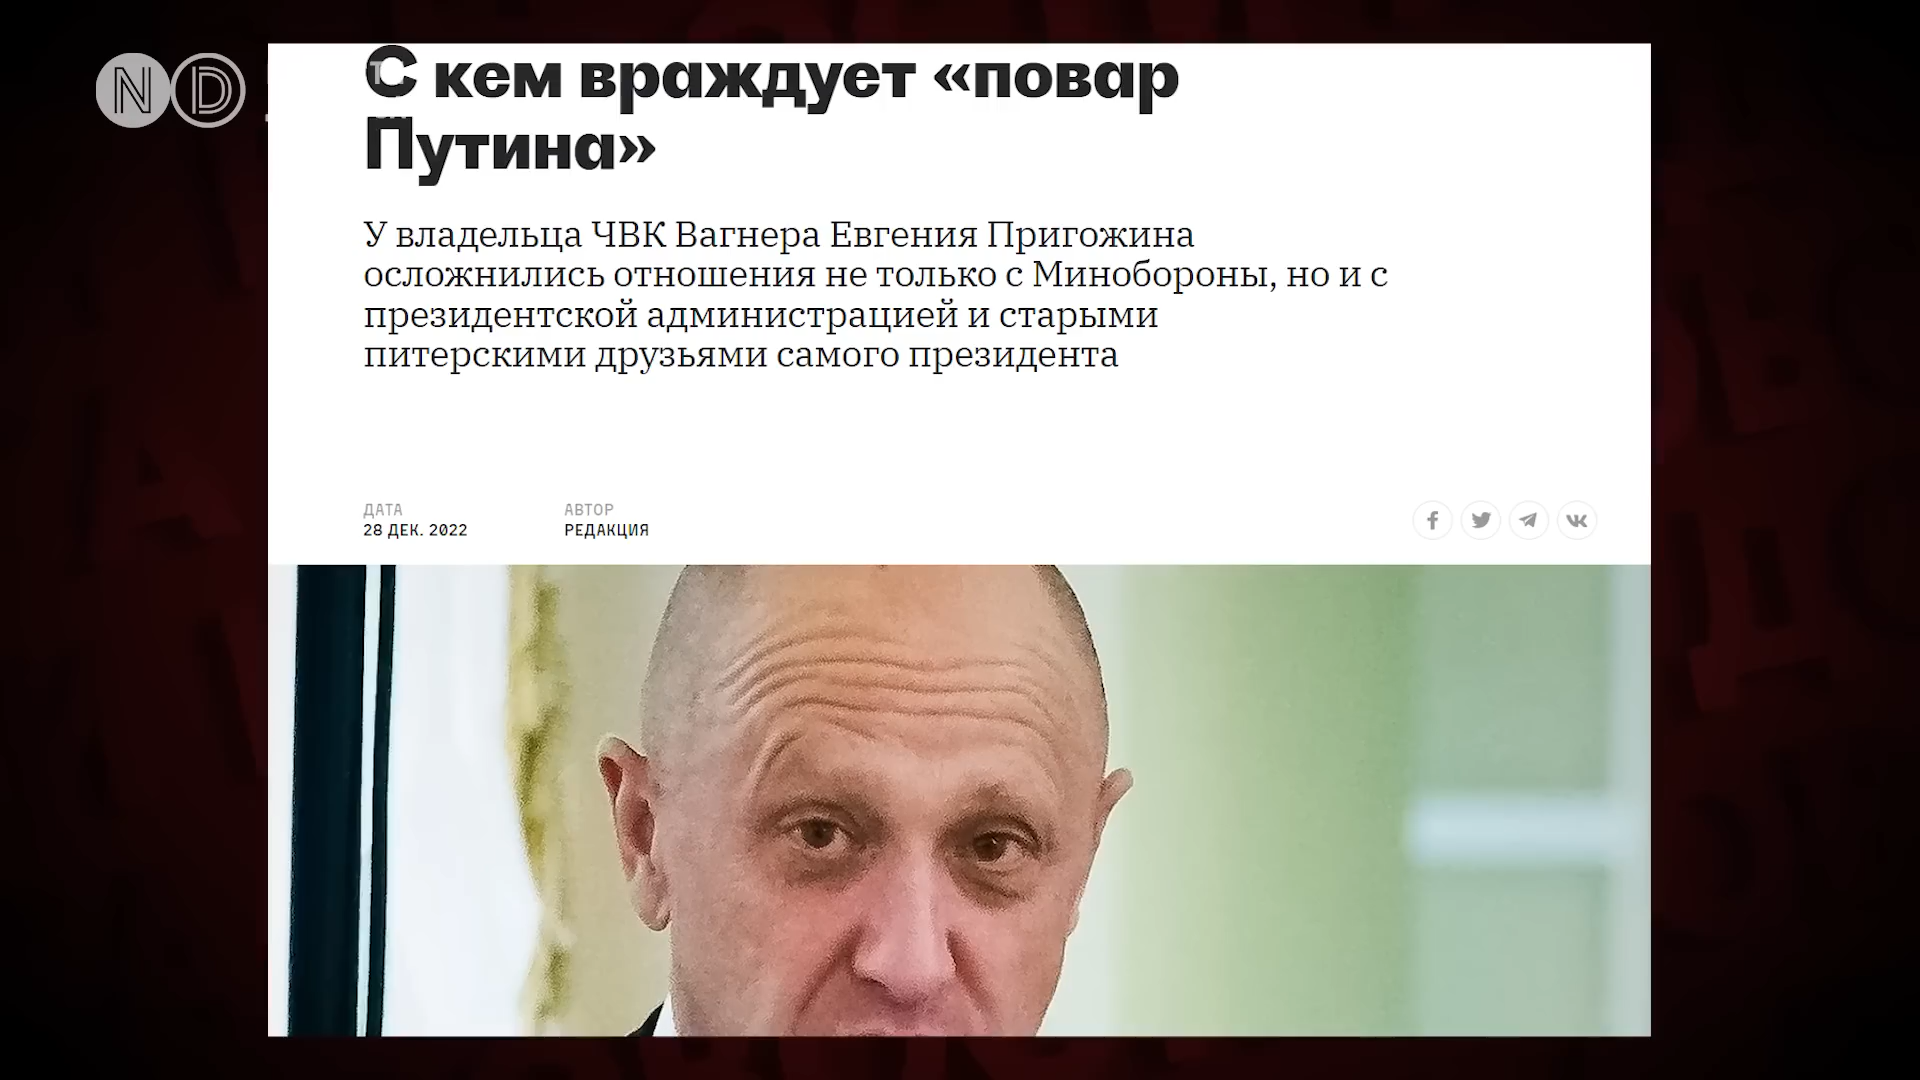 ND
С кем враждует «повар
Путина»
У владельца ЧВК Вагнера Евгения Пригожина
осложнились отношения не только с Минобороны, но и с
президентской администрацией и старыми
питерскими друзьями самого президента
ДАТА
АВТОР
28 ДЕК. 2022
РЕДАКЦИЯ